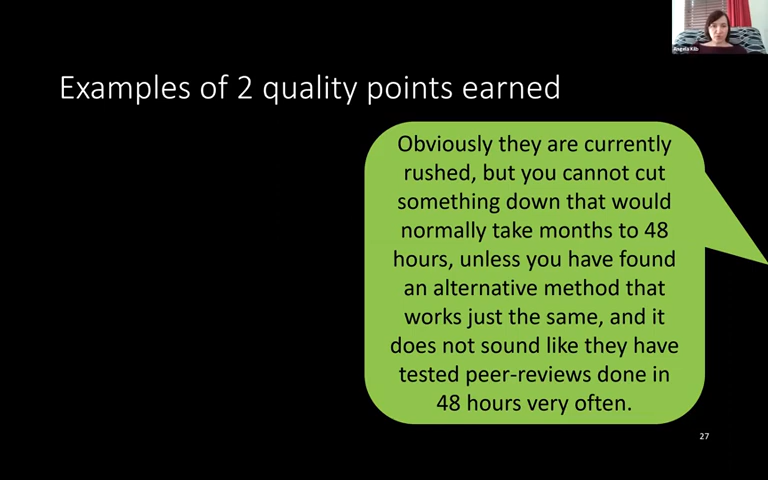 Angela Kilb
Examples of 2 quality points earned
Obviously they are currently
rushed, but you cannot cut
something down that would
normally take months to 48
hours, unless you have found
an alternative method that
works just the same, and it
does not sound like they have
tested peer-reviews done in
48 hours very often.
27